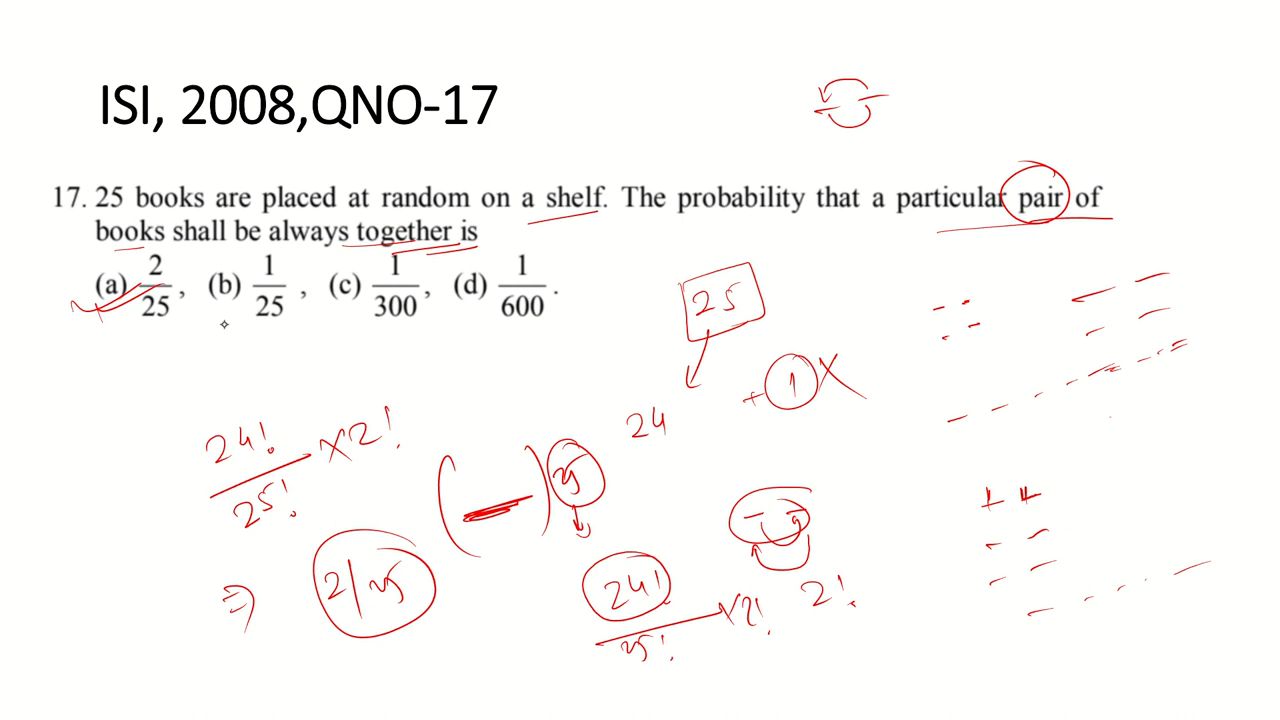 ISI, 2008,QNO-17
17. 25 books are placed at random on a shelf. The probability that a particular pair of
books shall be always together is
(a) 2/25, (b) 1/25, (c) 1/300, (d) 1/600.
25
+ 1 X
24
24!/25! × 2!
2!
24!/25! × 2!
⇒ 2/25